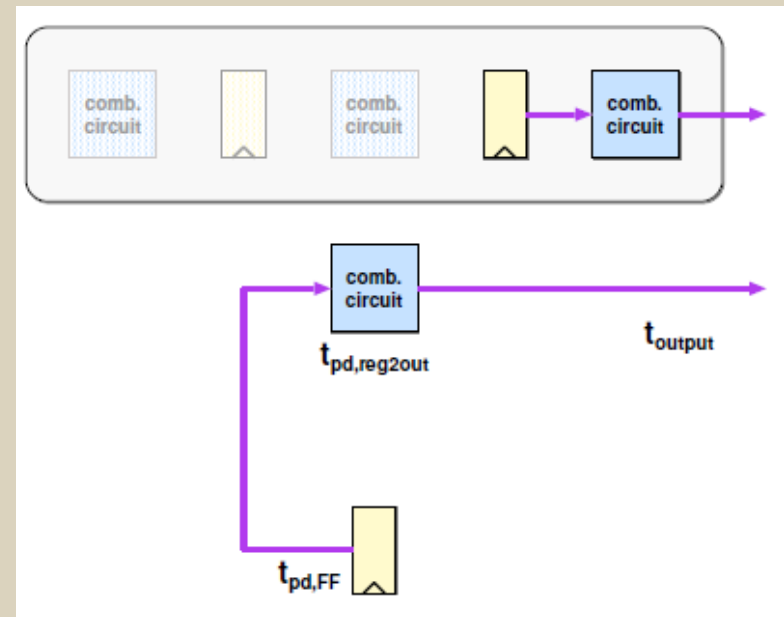 comb.
circuit
comb.
circuit
comb.
circuit
comb.
circuit
t_pd,reg2out
t_output
t_pd,FF